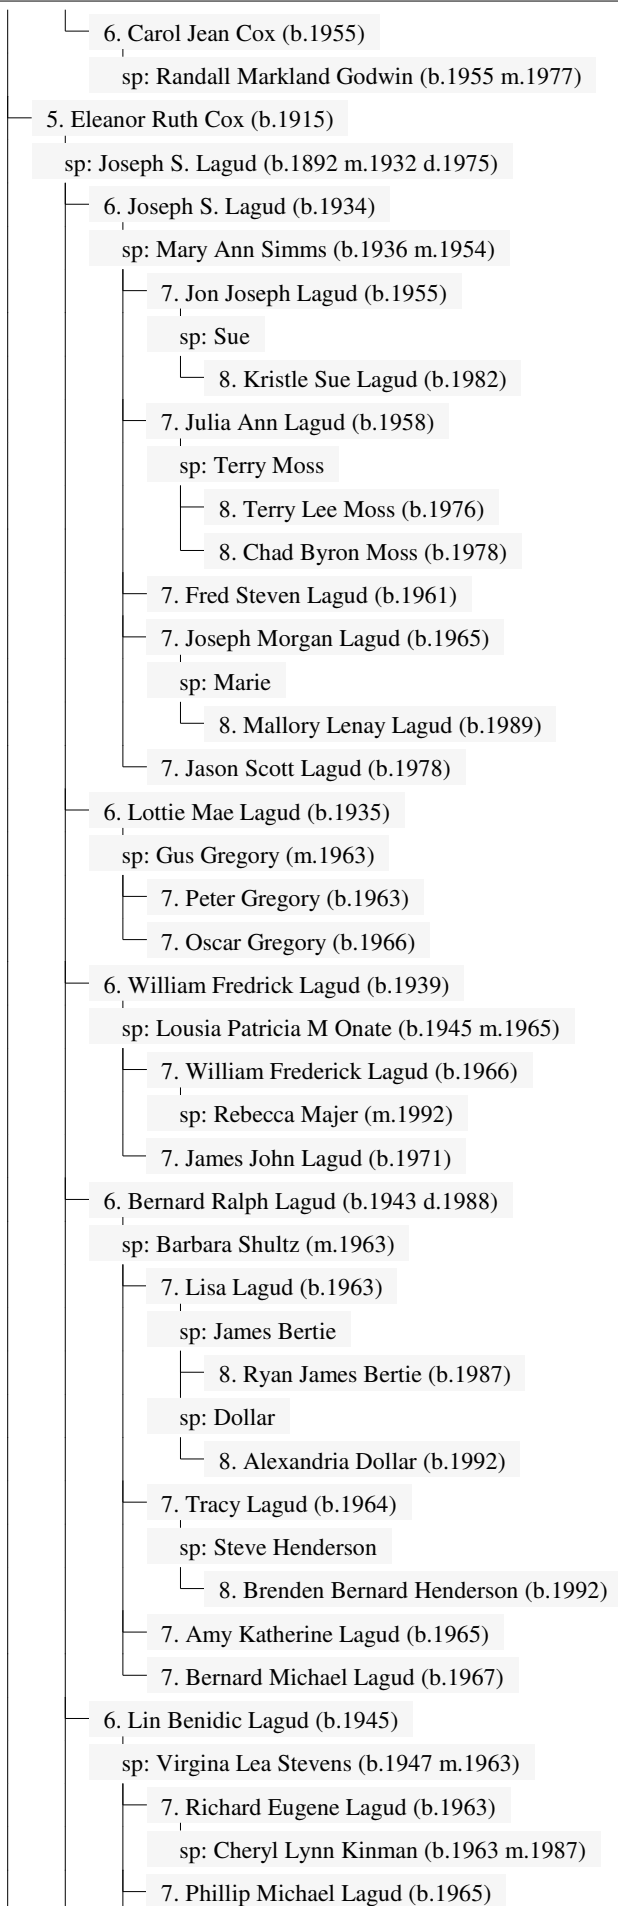 6. Carol Jean Cox (b.1955)
sp: Randall Markland Godwin (b.1955 m.1977)
5. Eleanor Ruth Cox (b.1915)
sp: Joseph S. Lagud (b.1892 m.1932 d.1975)
6. Joseph S. Lagud (b.1934)
sp: Mary Ann Simms (b.1936 m.1954)
7. Jon Joseph Lagud (b.1955)
sp: Sue
8. Kristle Sue Lagud (b.1982)
7. Julia Ann Lagud (b.1958)
sp: Terry Moss
8. Terry Lee Moss (b.1976)
8. Chad Byron Moss (b.1978)
7. Fred Steven Lagud (b.1961)
7. Joseph Morgan Lagud (b.1965)
sp: Marie
8. Mallory Lenay Lagud (b.1989)
7. Jason Scott Lagud (b.1978)
6. Lottie Mae Lagud (b.1935)
sp: Gus Gregory (m.1963)
7. Peter Gregory (b.1963)
7. Oscar Gregory (b.1966)
6. William Fredrick Lagud (b.1939)
sp: Lousia Patricia M Onate (b.1945 m.1965)
7. William Frederick Lagud (b.1966)
sp: Rebecca Majer (m.1992)
7. James John Lagud (b.1971)
6. Bernard Ralph Lagud (b.1943 d.1988)
sp: Barbara Shultz (m.1963)
7. Lisa Lagud (b.1963)
sp: James Bertie
8. Ryan James Bertie (b.1987)
sp: Dollar
8. Alexandria Dollar (b.1992)
7. Tracy Lagud (b.1964)
sp: Steve Henderson
8. Brenden Bernard Henderson (b.1992)
7. Amy Katherine Lagud (b.1965)
7. Bernard Michael Lagud (b.1967)
6. Lin Benidic Lagud (b.1945)
sp: Virgina Lea Stevens (b.1947 m.1963)
7. Richard Eugene Lagud (b.1963)
sp: Cheryl Lynn Kinman (b.1963 m.1987)
7. Phillip Michael Lagud (b.1965)